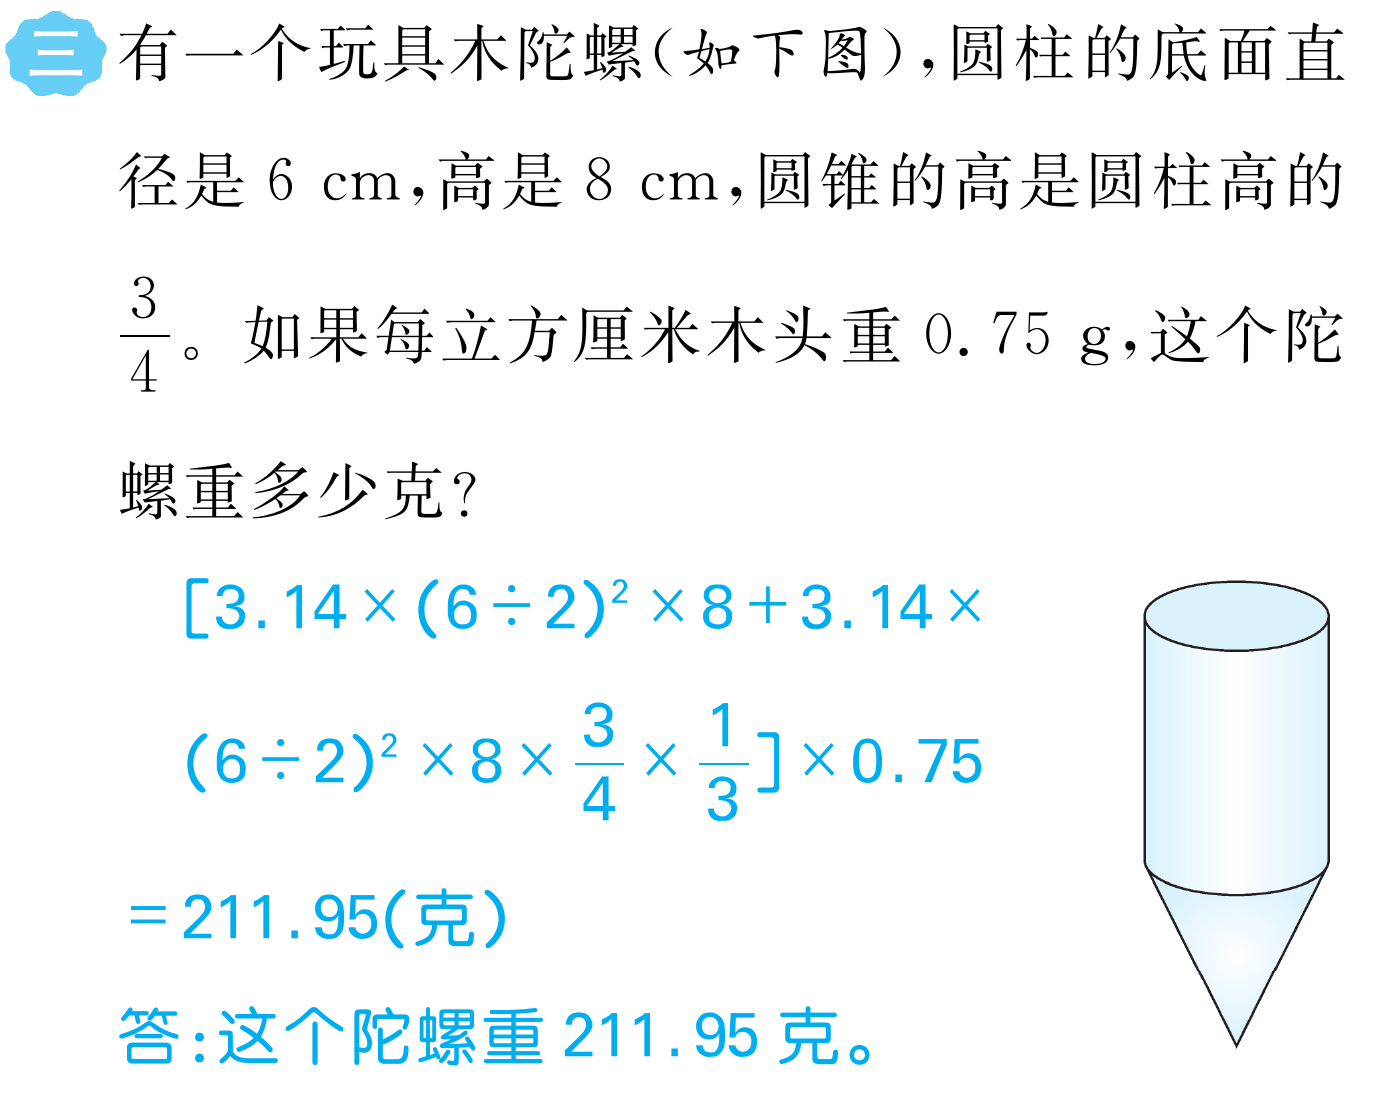 三 有一个玩具木陀螺(如下图),圆柱的底面直
径是 6 cm,高是 8 cm,圆锥的高是圆柱高的
3/4。如果每立方厘米木头重 0.75 g,这个陀
螺重多少克?
[3.14×(6÷2)²×8+3.14×
(6÷2)²×8×3/4×1/3]×0.75
=211.95(克)
答:这个陀螺重 211.95 克。